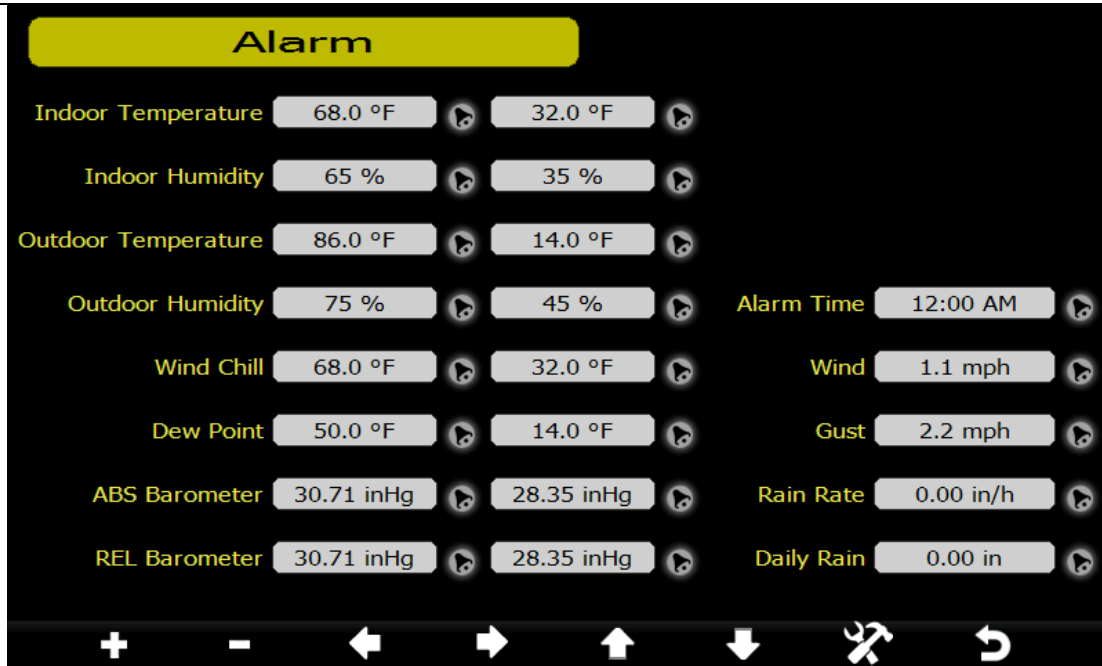 Alarm
Indoor Temperature 68.0 °F 32.0 °F
Indoor Humidity 65 % 35 %
Outdoor Temperature 86.0 °F 14.0 °F
Outdoor Humidity 75 % 45 % Alarm Time 12:00 AM
Wind Chill 68.0 °F 32.0 °F Wind 1.1 mph
Dew Point 50.0 °F 14.0 °F Gust 2.2 mph
ABS Barometer 30.71 inHg 28.35 inHg Rain Rate 0.00 in/h
REL Barometer 30.71 inHg 28.35 inHg Daily Rain 0.00 in